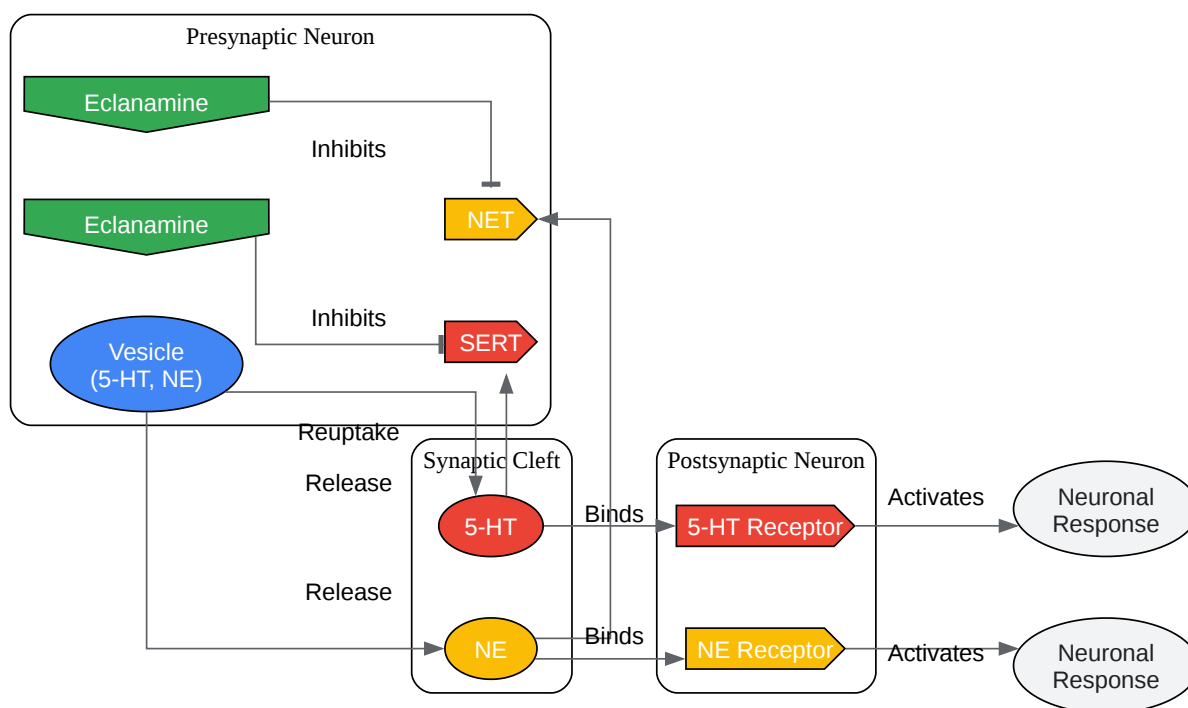 Presynaptic Neuron
Eclanamine
Inhibits
NET
Eclanamine
Inhibits
SERT
Vesicle
(5-HT, NE)
Reuptake
Synaptic Cleft
Postsynaptic Neuron
Release
5-HT
Binds
5-HT Receptor
Activates
Neuronal
Response
Release
NE
Binds
NE Receptor
Activates
Neuronal
Response